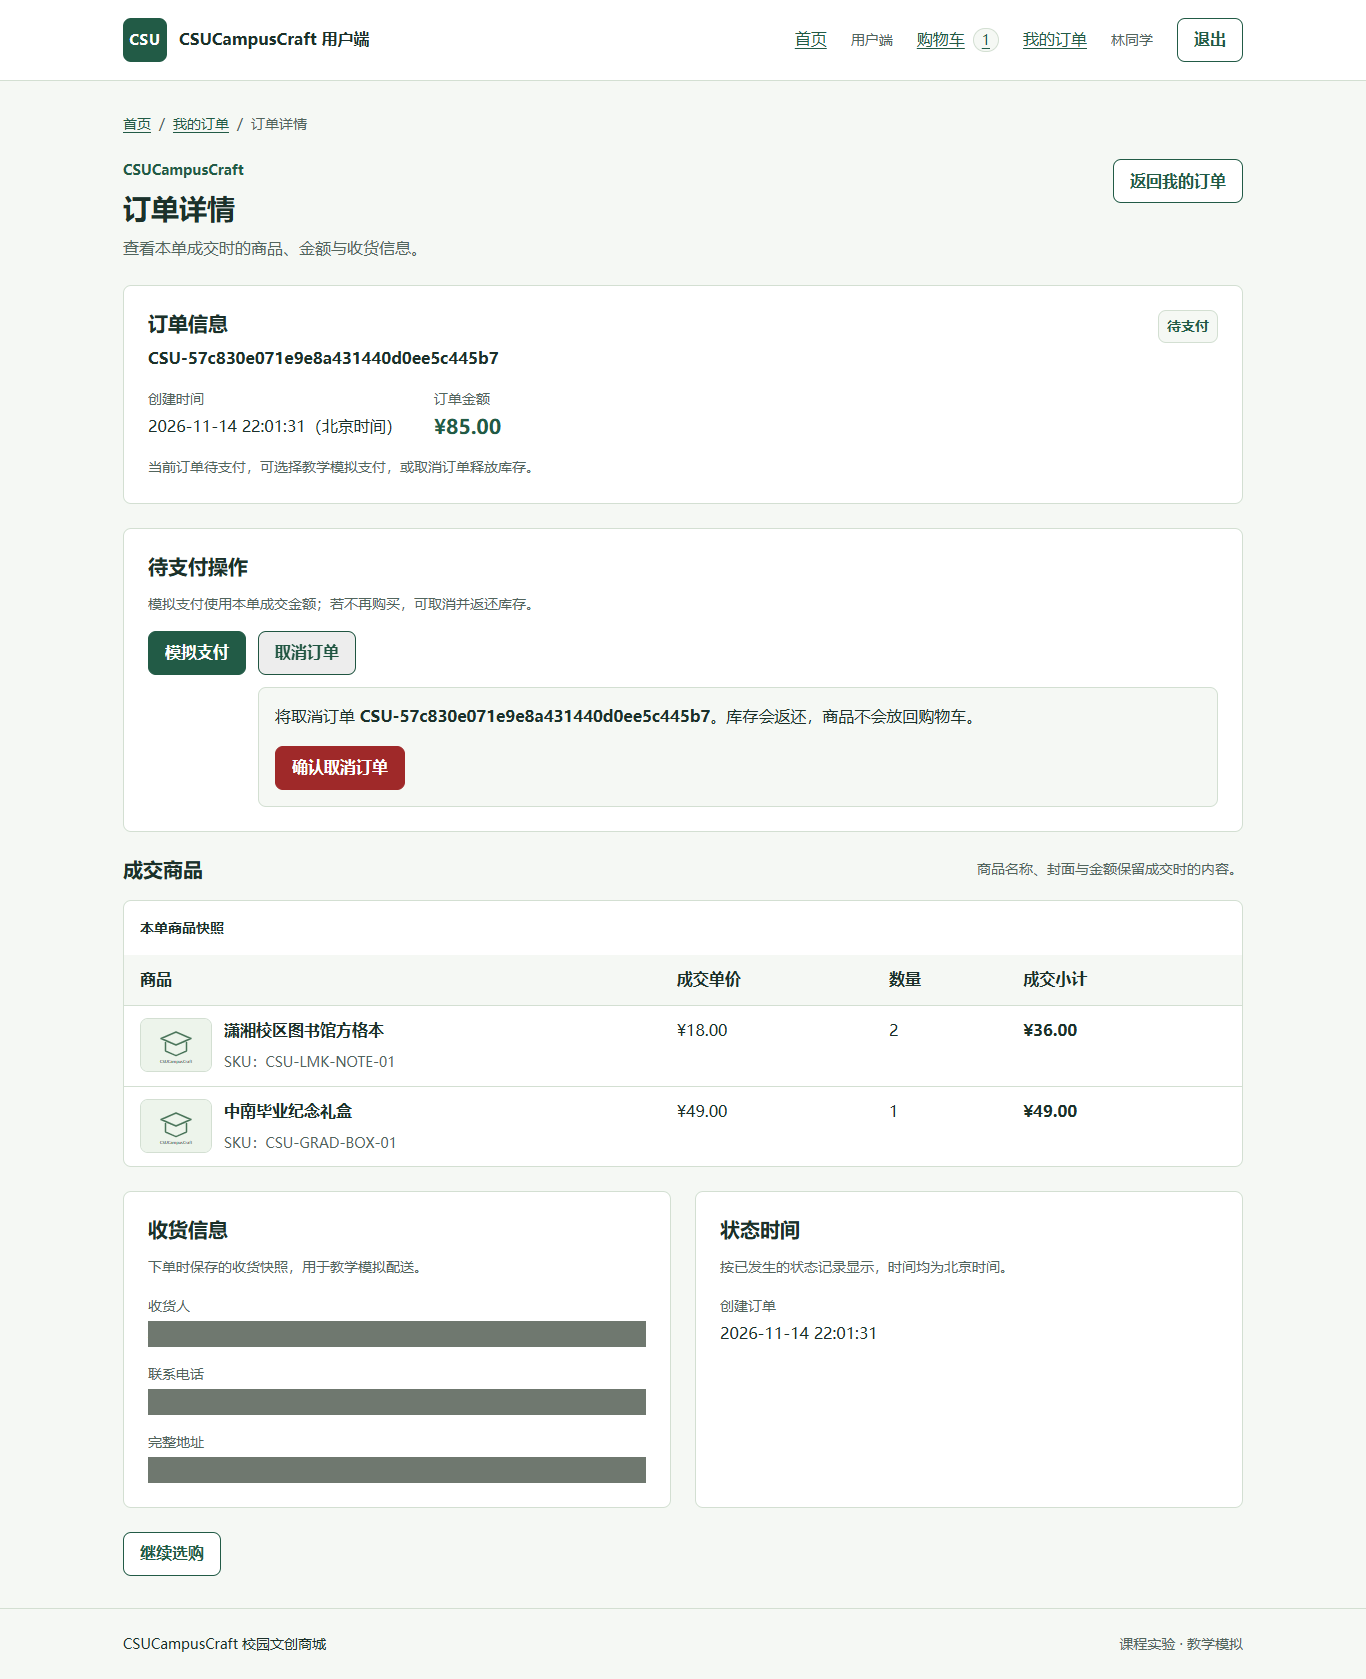 CSU CSUCampusCraft 用户端 首页 用户端 购物车 1 我的订单 林同学 退出
首页 / 我的订单 / 订单详情
CSUCampusCraft
返回我的订单
订单详情
查看本单成交时的商品、金额与收货信息。
订单信息
待支付
CSU-57c830e071e9e8a431440d0ee5c445b7
创建时间 订单金额
2026-11-14 22:01:31（北京时间） ¥85.00
当前订单待支付，可选择教学模拟支付，或取消订单释放库存。
待支付操作
模拟支付使用本单成交金额；若不再购买，可取消并返还库存。
模拟支付 取消订单
将取消订单 CSU-57c830e071e9e8a431440d0ee5c445b7。库存会返还，商品不会放回购物车。
确认取消订单
成交商品 商品名称、封面与金额保留成交时的内容。
本单商品快照
商品 成交单价 数量 成交小计
CSUCampusCraft
潇湘校区图书馆方格本 ¥18.00 2 ¥36.00
SKU：CSU-LMK-NOTE-01
CSUCampusCraft
中南毕业纪念礼盒 ¥49.00 1 ¥49.00
SKU：CSU-GRAD-BOX-01
收货信息
下单时保存的收货快照，用于教学模拟配送。
收货人
联系电话
完整地址
状态时间
按已发生的状态记录显示，时间均为北京时间。
创建订单
2026-11-14 22:01:31
继续选购
CSUCampusCraft 校园文创商城 课程实验 · 教学模拟